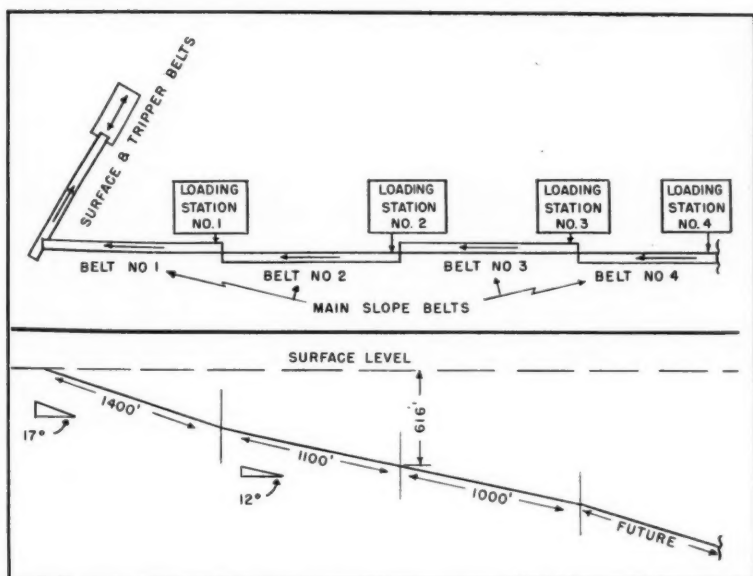 SURFACE & TRIPPER BELTS
LOADING
STATION
NO. 1
LOADING
STATION
NO. 2
LOADING
STATION
NO. 3
LOADING
STATION
NO. 4
BELT NO 1
BELT NO 2
BELT NO 3
BELT NO 4
MAIN SLOPE BELTS
SURFACE LEVEL
1400'
616'
17°
1100'
12°
1000'
FUTURE